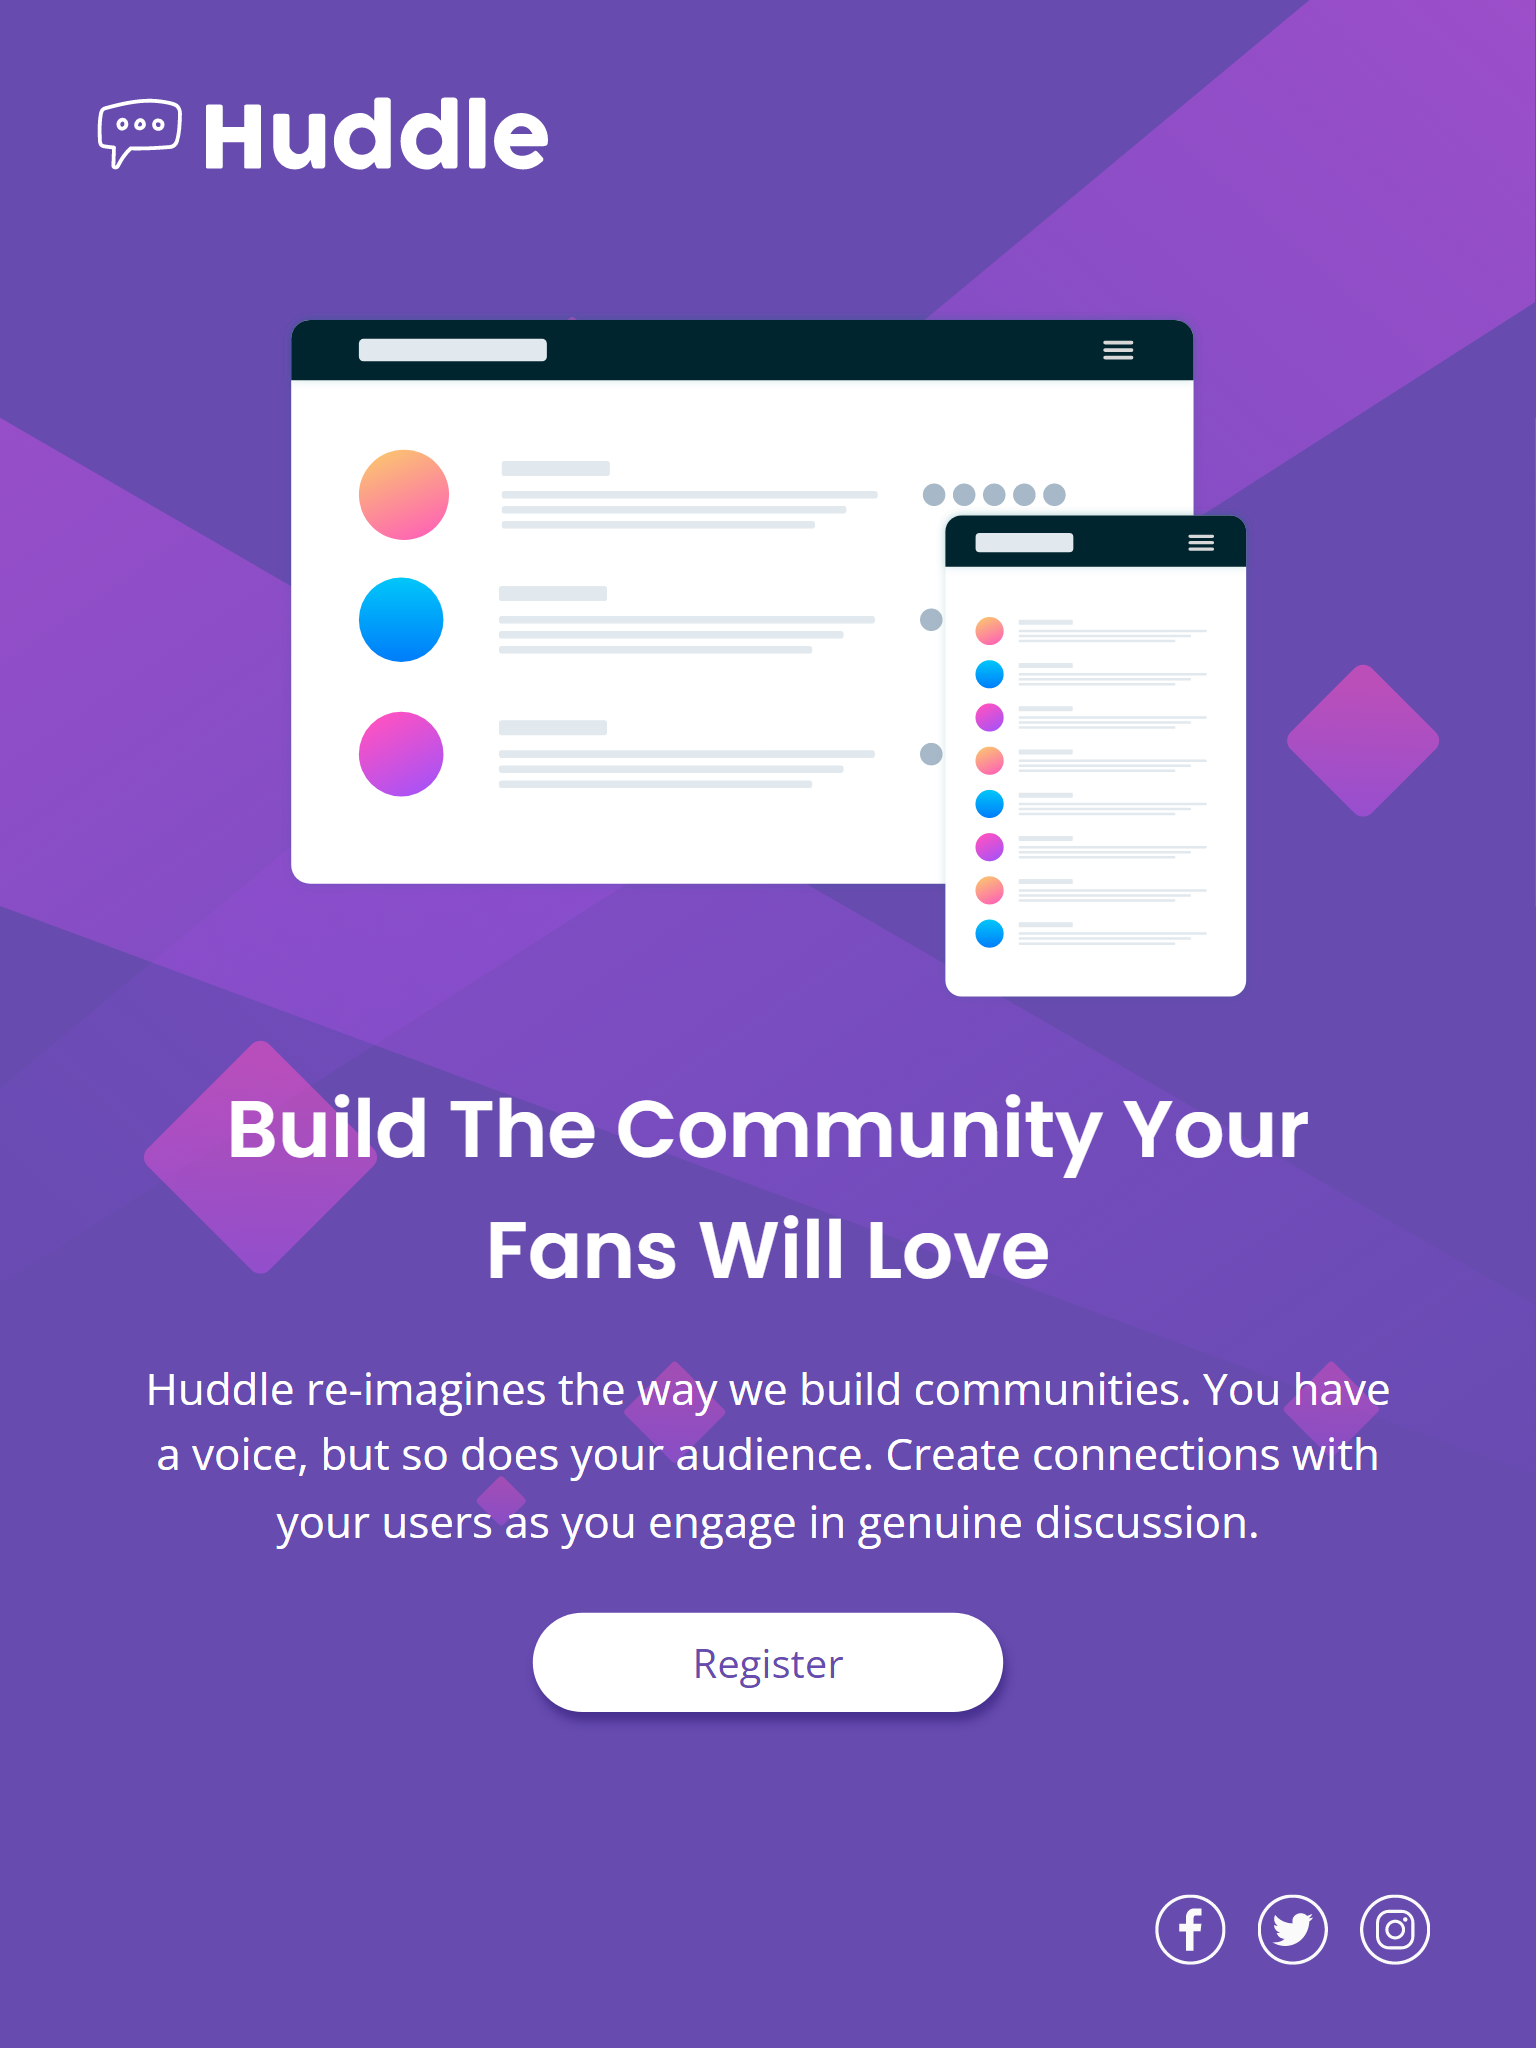 Huddle
Build The Community Your
Fans Will Love
Huddle re-imagines the way we build communities. You have
a voice, but so does your audience. Create connections with
your users as you engage in genuine discussion.
Register